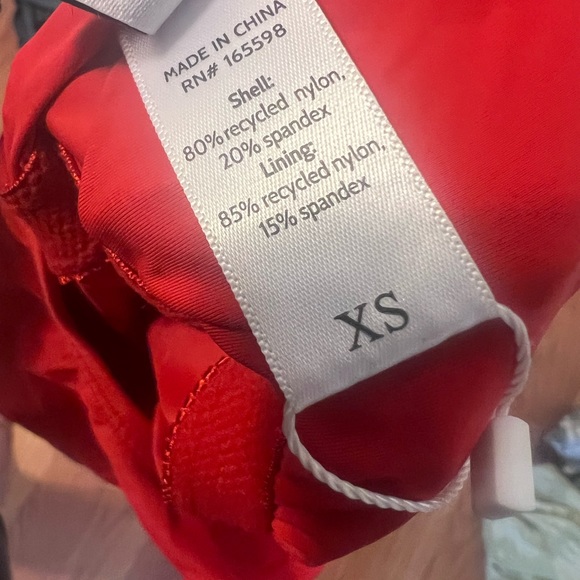 MADE IN CHINA
RN# 165598
Shell:
80% recycled nylon,
20% spandex
Lining:
85% recycled nylon,
15% spandex
XS